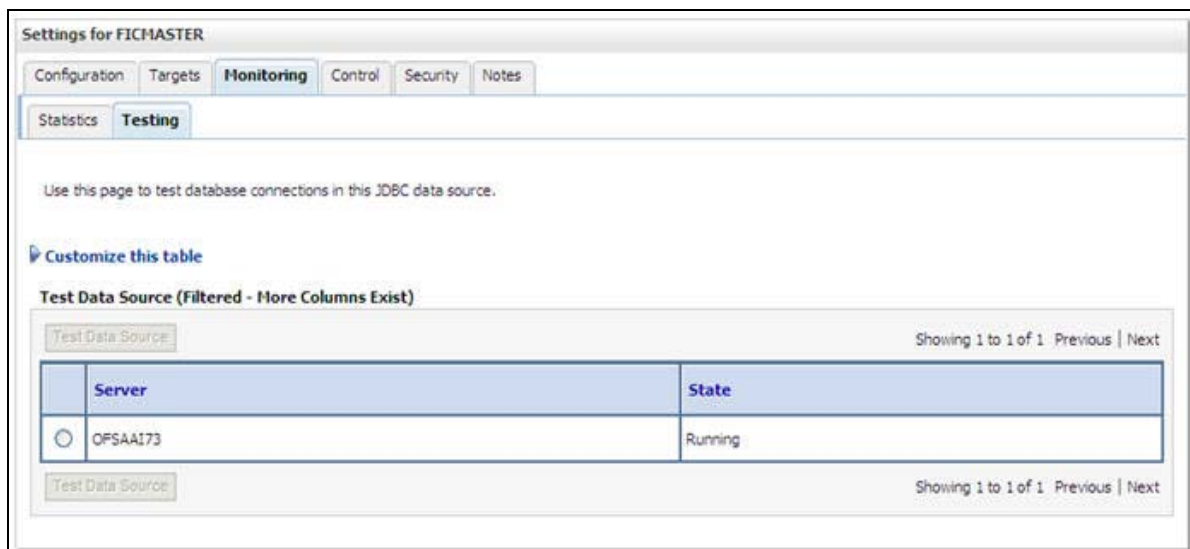 Settings for FICMASTER
Configuration Targets Monitoring Control Security Notes
Statistics Testing
Use this page to test database connections in this JDBC data source.
Customize this table
Test Data Source (Filtered - More Columns Exist)
Test Data Source Showing 1 to 1 of 1 Previous | Next
Server State
OFSAAI73 Running
Test Data Source Showing 1 to 1 of 1 Previous | Next